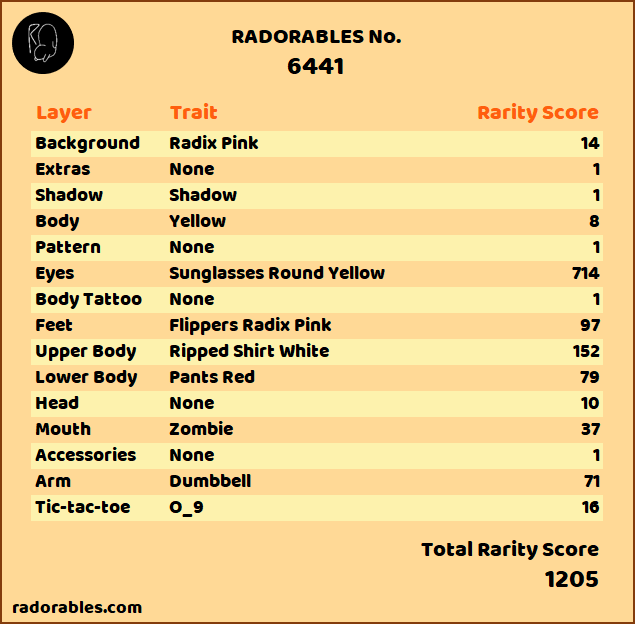 RADORABLES No.
6441
Layer Trait Rarity Score
Background Radix Pink 14
Extras None 1
Shadow Shadow 1
Body Yellow 8
Pattern None 1
Eyes Sunglasses Round Yellow 714
Body Tattoo None 1
Feet Flippers Radix Pink 97
Upper Body Ripped Shirt White 152
Lower Body Pants Red 79
Head None 10
Mouth Zombie 37
Accessories None 1
Arm Dumbbell 71
Tic-tac-toe O_9 16
Total Rarity Score
1205
radorables.com